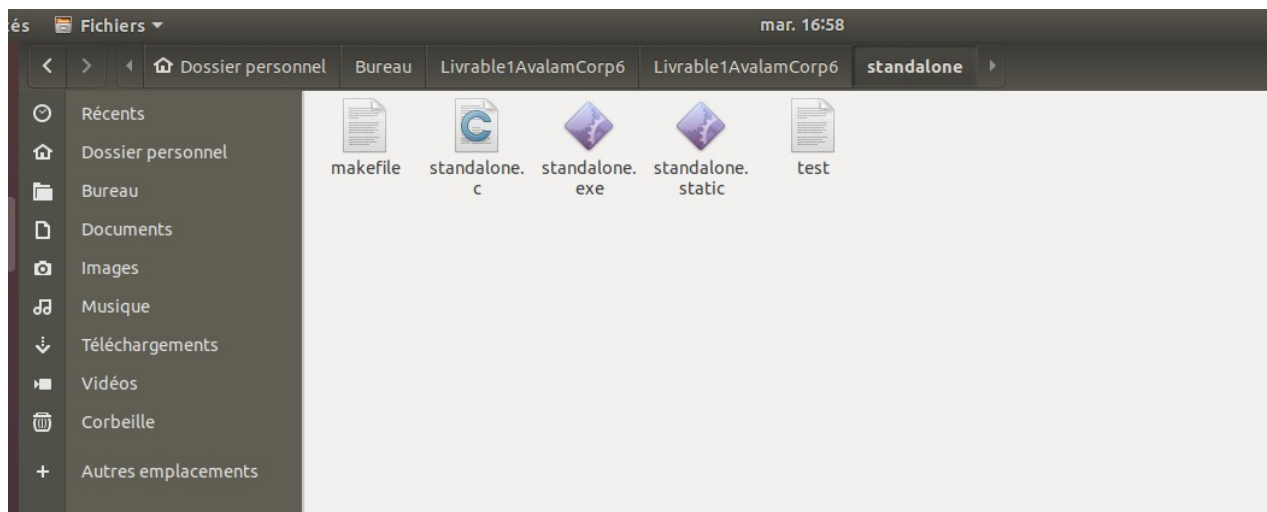 és Fichiers mar. 16:58
Dossier personnel Bureau Livrable1AvalamCorp6 Livrable1AvalamCorp6 standalone
Récents
Dossier personnel
Bureau
Documents
Images
Musique
Téléchargements
Vidéos
Corbeille
Autres emplacements
makefile standalone. standalone. standalone. test
c exe static